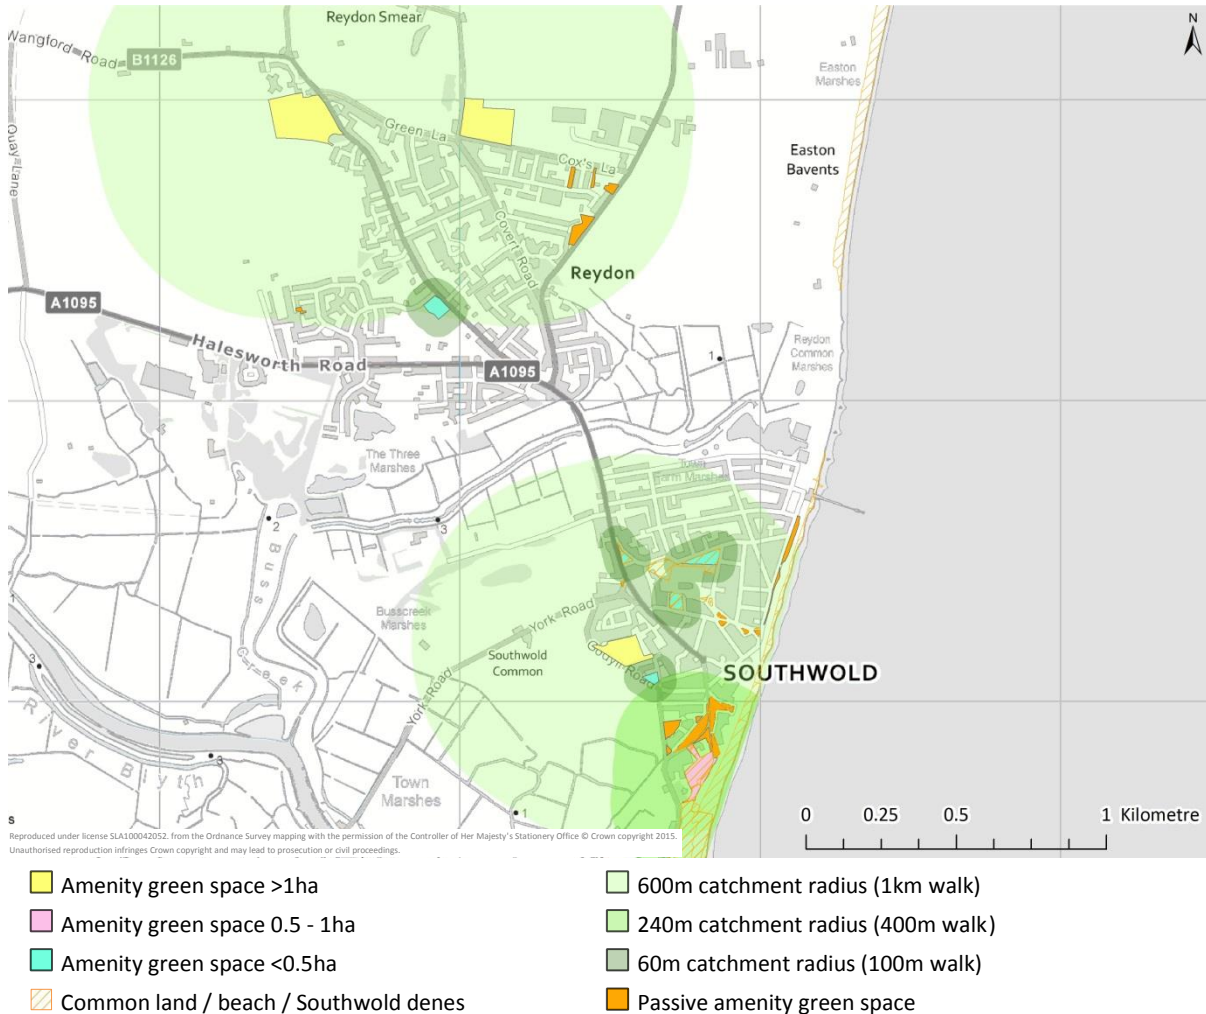 Reydon Smear
N
Wangford Road
B1126
Easton
Marshes
Quay Lane
Green La
Easton
Bavents
Cox's La
Covert Road
Reydon
A1095
Halesworth Road
1
Reydon
Common
Marshes
A1095
The Three
Marshes
Town
Farm Marshes
2
3
Buss Creek
1
Busscreek
Marshes
York Road
3
Southwold
Common
Godyll Road
SOUTHWOLD
York Road
River Blyth
3
Town
Marshes
1
0 0.25 0.5 1 Kilometre
s
Reproduced under license SLA100042052. from the Ordnance Survey mapping with the permission of the Controller of Her Majesty's Stationery Office © Crown copyright 2015.
Unauthorised reproduction infringes Crown copyright and may lead to prosecution or civil proceedings.
Amenity green space >1ha
Amenity green space 0.5 - 1ha
Amenity green space <0.5ha
Common land / beach / Southwold denes
600m catchment radius (1km walk)
240m catchment radius (400m walk)
60m catchment radius (100m walk)
Passive amenity green space